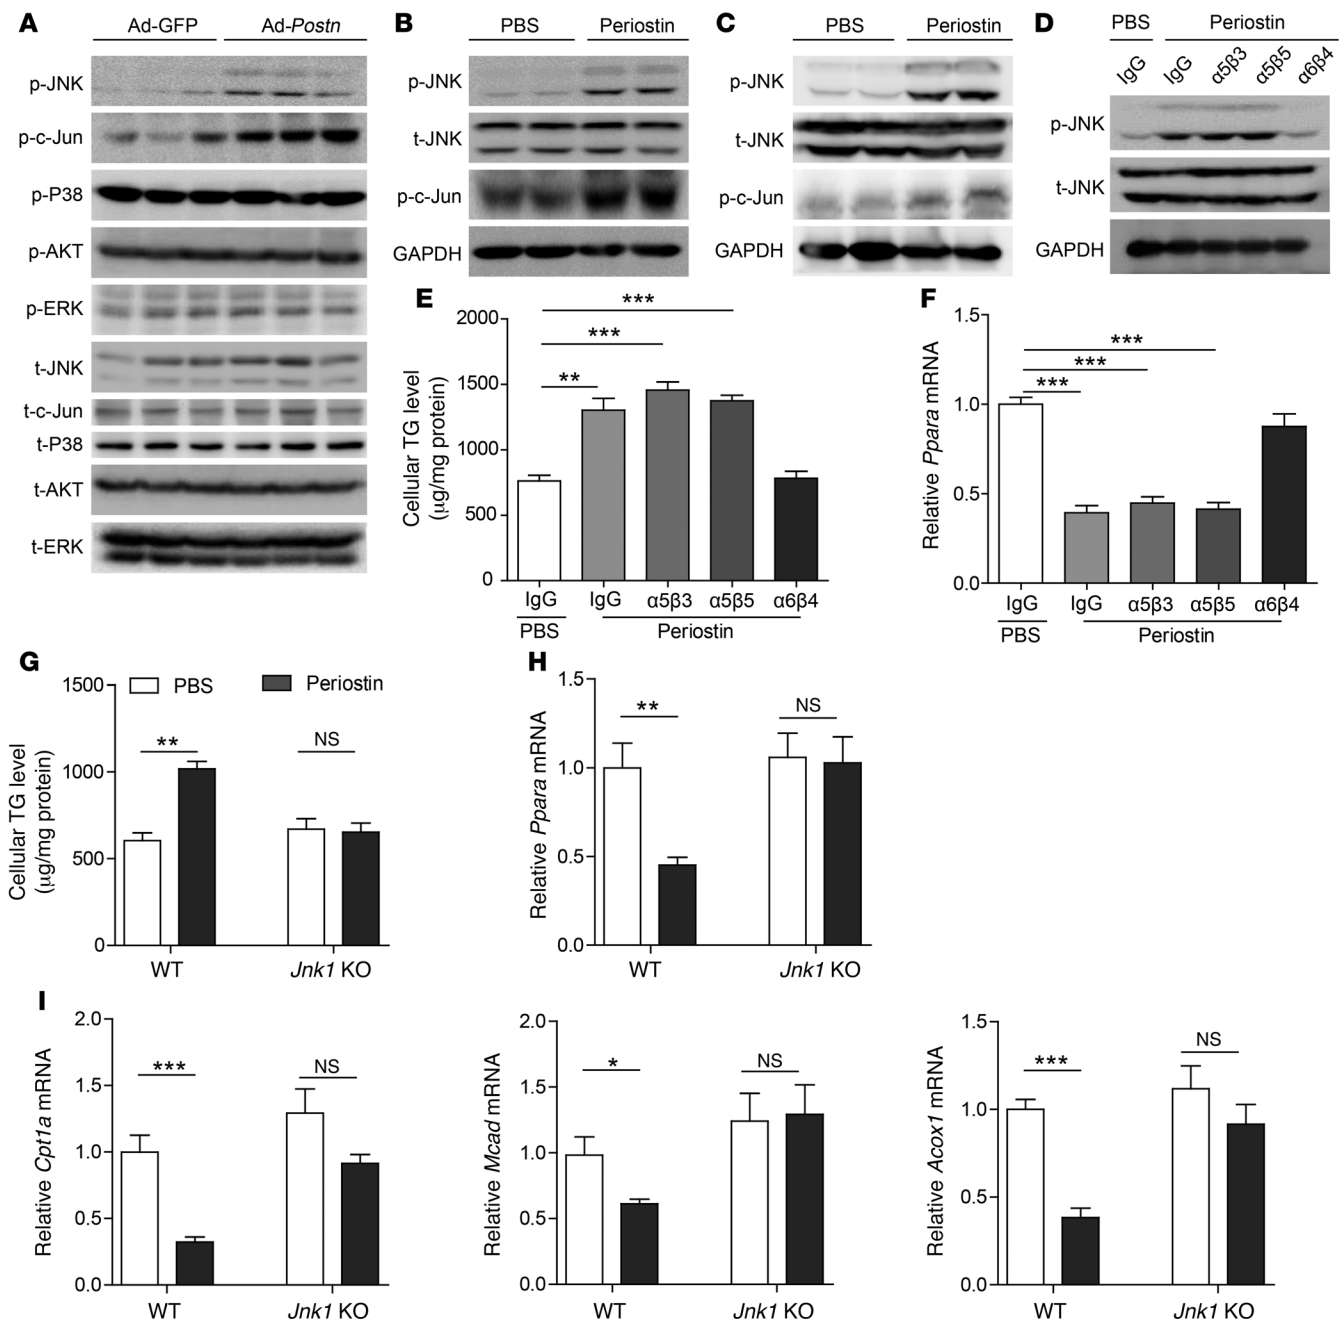 A
Ad-GFP
Ad-Postn
p-JNK
p-c-Jun
p-P38
p-AKT
p-ERK
t-JNK
t-c-Jun
t-P38
t-AKT
t-ERK
B
PBS
Periostin
p-JNK
t-JNK
p-c-Jun
GAPDH
C
PBS
Periostin
p-JNK
t-JNK
p-c-Jun
GAPDH
D
PBS
Periostin
IgG
IgG
α5β3
α5β5
α6β4
p-JNK
t-JNK
GAPDH
E
Cellular TG level
(μg/mg protein)
2000
1500
1000
500
0
***
***
**
IgG
IgG
α5β3
α5β5
α6β4
PBS
Periostin
F
Relative Ppara mRNA
1.5
1.0
0.5
0.0
***
***
***
IgG
IgG
α5β3
α5β5
α6β4
PBS
Periostin
G
PBS
Periostin
Cellular TG level
(μg/mg protein)
1500
1000
500
0
**
NS
WT
Jnk1 KO
H
Relative Ppara mRNA
1.5
1.0
0.5
0.0
**
NS
WT
Jnk1 KO
I
Relative Cpt1a mRNA
2.0
1.5
1.0
0.5
0.0
***
NS
WT
Jnk1 KO
Relative Mcad mRNA
2.0
1.5
1.0
0.5
0.0
*
NS
WT
Jnk1 KO
Relative Acox1 mRNA
1.5
1.0
0.5
0.0
***
NS
WT
Jnk1 KO